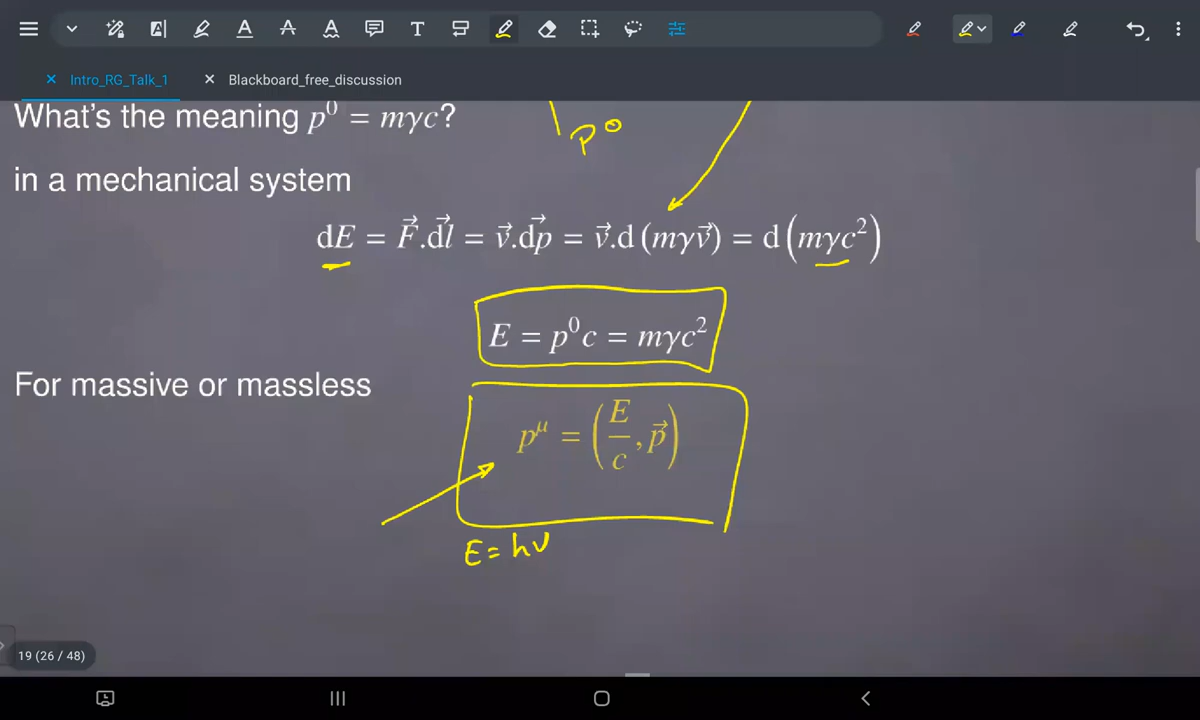 Intro_RG_Talk_1
Blackboard_free_discussion
What's the meaning p⁰ = mγc?
p⁰
in a mechanical system
dE = F⃗.dl⃗ = v⃗.dp⃗ = v⃗.d(mγv⃗) = d(mγc²)
E = p⁰c = mγc²
For massive or massless
p^μ = (E/c, p⃗)
E = hν
19 (26 / 48)